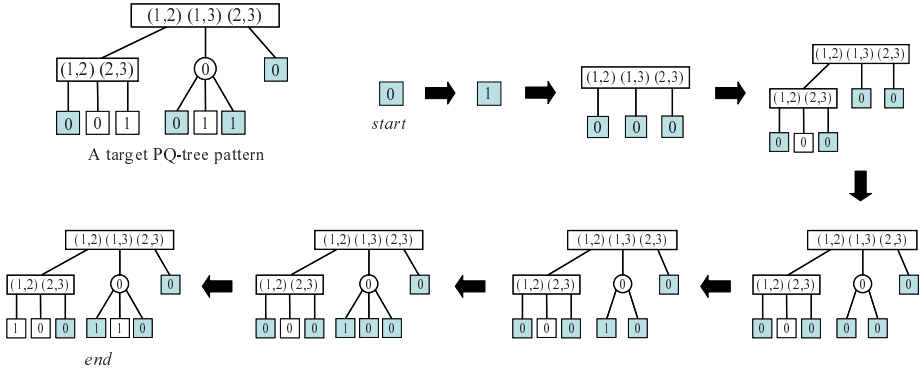 (1,2) (1,3) (2,3)
(1,2) (2,3) 0 0
0 0 1 0 1 1
A target PQ-tree pattern
0
start
1
(1,2) (1,3) (2,3)
0 0 0
(1,2) (1,3) (2,3)
(1,2) (2,3) 0 0
0 0 0
(1,2) (1,3) (2,3)
(1,2) (2,3) 0 0
1 0 0 1 1 0
end
(1,2) (1,3) (2,3)
(1,2) (2,3) 0 0
0 0 0 1 0 0
(1,2) (1,3) (2,3)
(1,2) (2,3) 0 0
0 0 0 1 0
(1,2) (1,3) (2,3)
(1,2) (2,3) 0 0
0 0 0 0 0